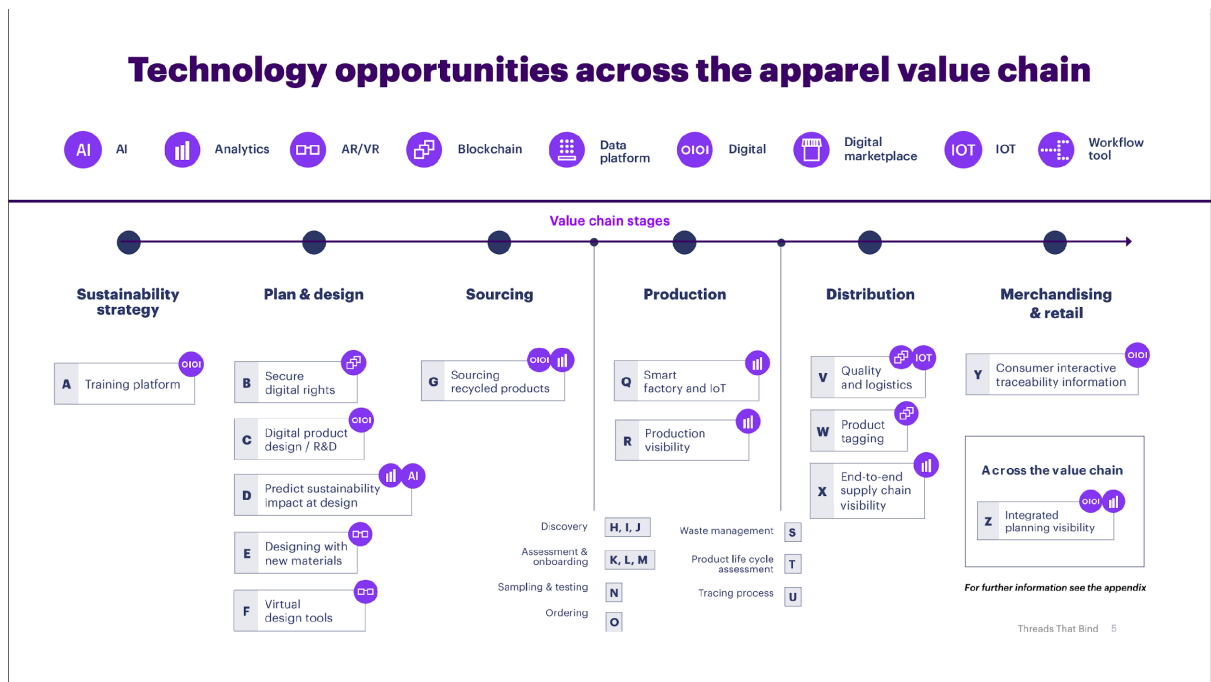 Technology opportunities across the apparel value chain
AI AI
Analytics
AR/VR
Blockchain
Data
platform
OIOI Digital
Digital
marketplace
IOT IOT
Workflow
tool
Value chain stages
Sustainability
strategy
Plan & design
Sourcing
Production
Distribution
Merchandising
& retail
OIOI
A Training platform
B Secure
digital rights
OIOI
C Digital product
design / R&D
AI
D Predict sustainability
impact at design
E Designing with
new materials
F Virtual
design tools
OIOI
G Sourcing
recycled products
Discovery H, I, J
Assessment &
onboarding K, L, M
Sampling & testing N
Ordering O
Q Smart
factory and IoT
R Production
visibility
Waste management S
Product life cycle
assessment T
Tracing process U
IOT
V Quality
and logistics
W Product
tagging
X End-to-end
supply chain
visibility
OIOI
Y Consumer interactive
traceability information
Across the value chain
OIOI
Z Integrated
planning visibility
For further information see the appendix
Threads That Bind 5